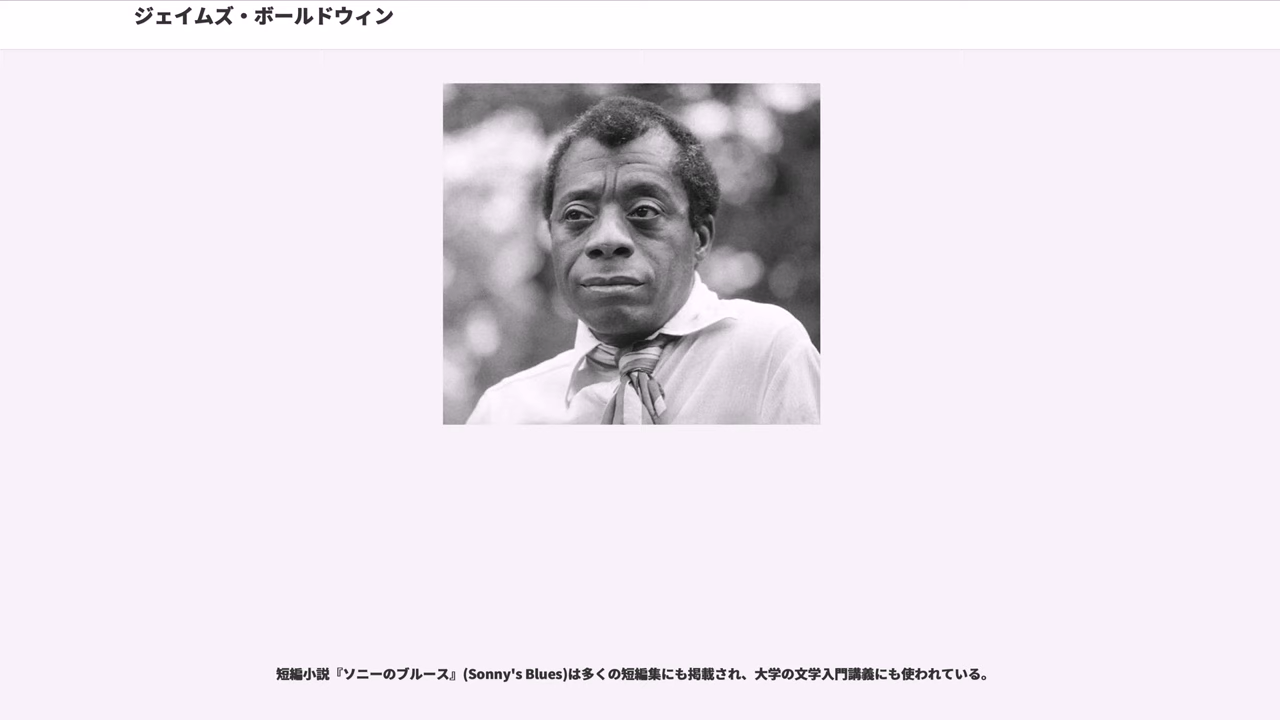 ジェイムズ・ボールドウィン
短編小説『ソニーのブルース』(Sonny's Blues)は多くの短編集にも掲載され、大学の文学入門講義にも使われている。